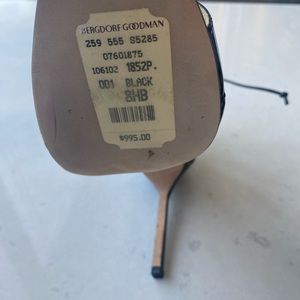 BERGDORF GOODMAN
259 555 S5285
07601875
106102 1852P.
001 BLACK
8HB
$995.00